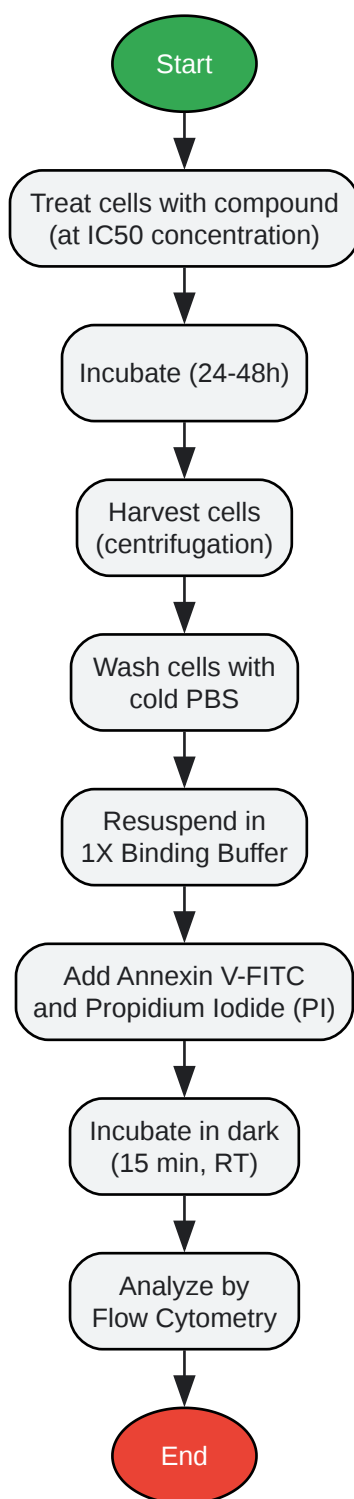 Start
Treat cells with compound
(at IC50 concentration)
Incubate (24-48h)
Harvest cells
(centrifugation)
Wash cells with
cold PBS
Resuspend in
1X Binding Buffer
Add Annexin V-FITC
and Propidium Iodide (PI)
Incubate in dark
(15 min, RT)
Analyze by
Flow Cytometry
End